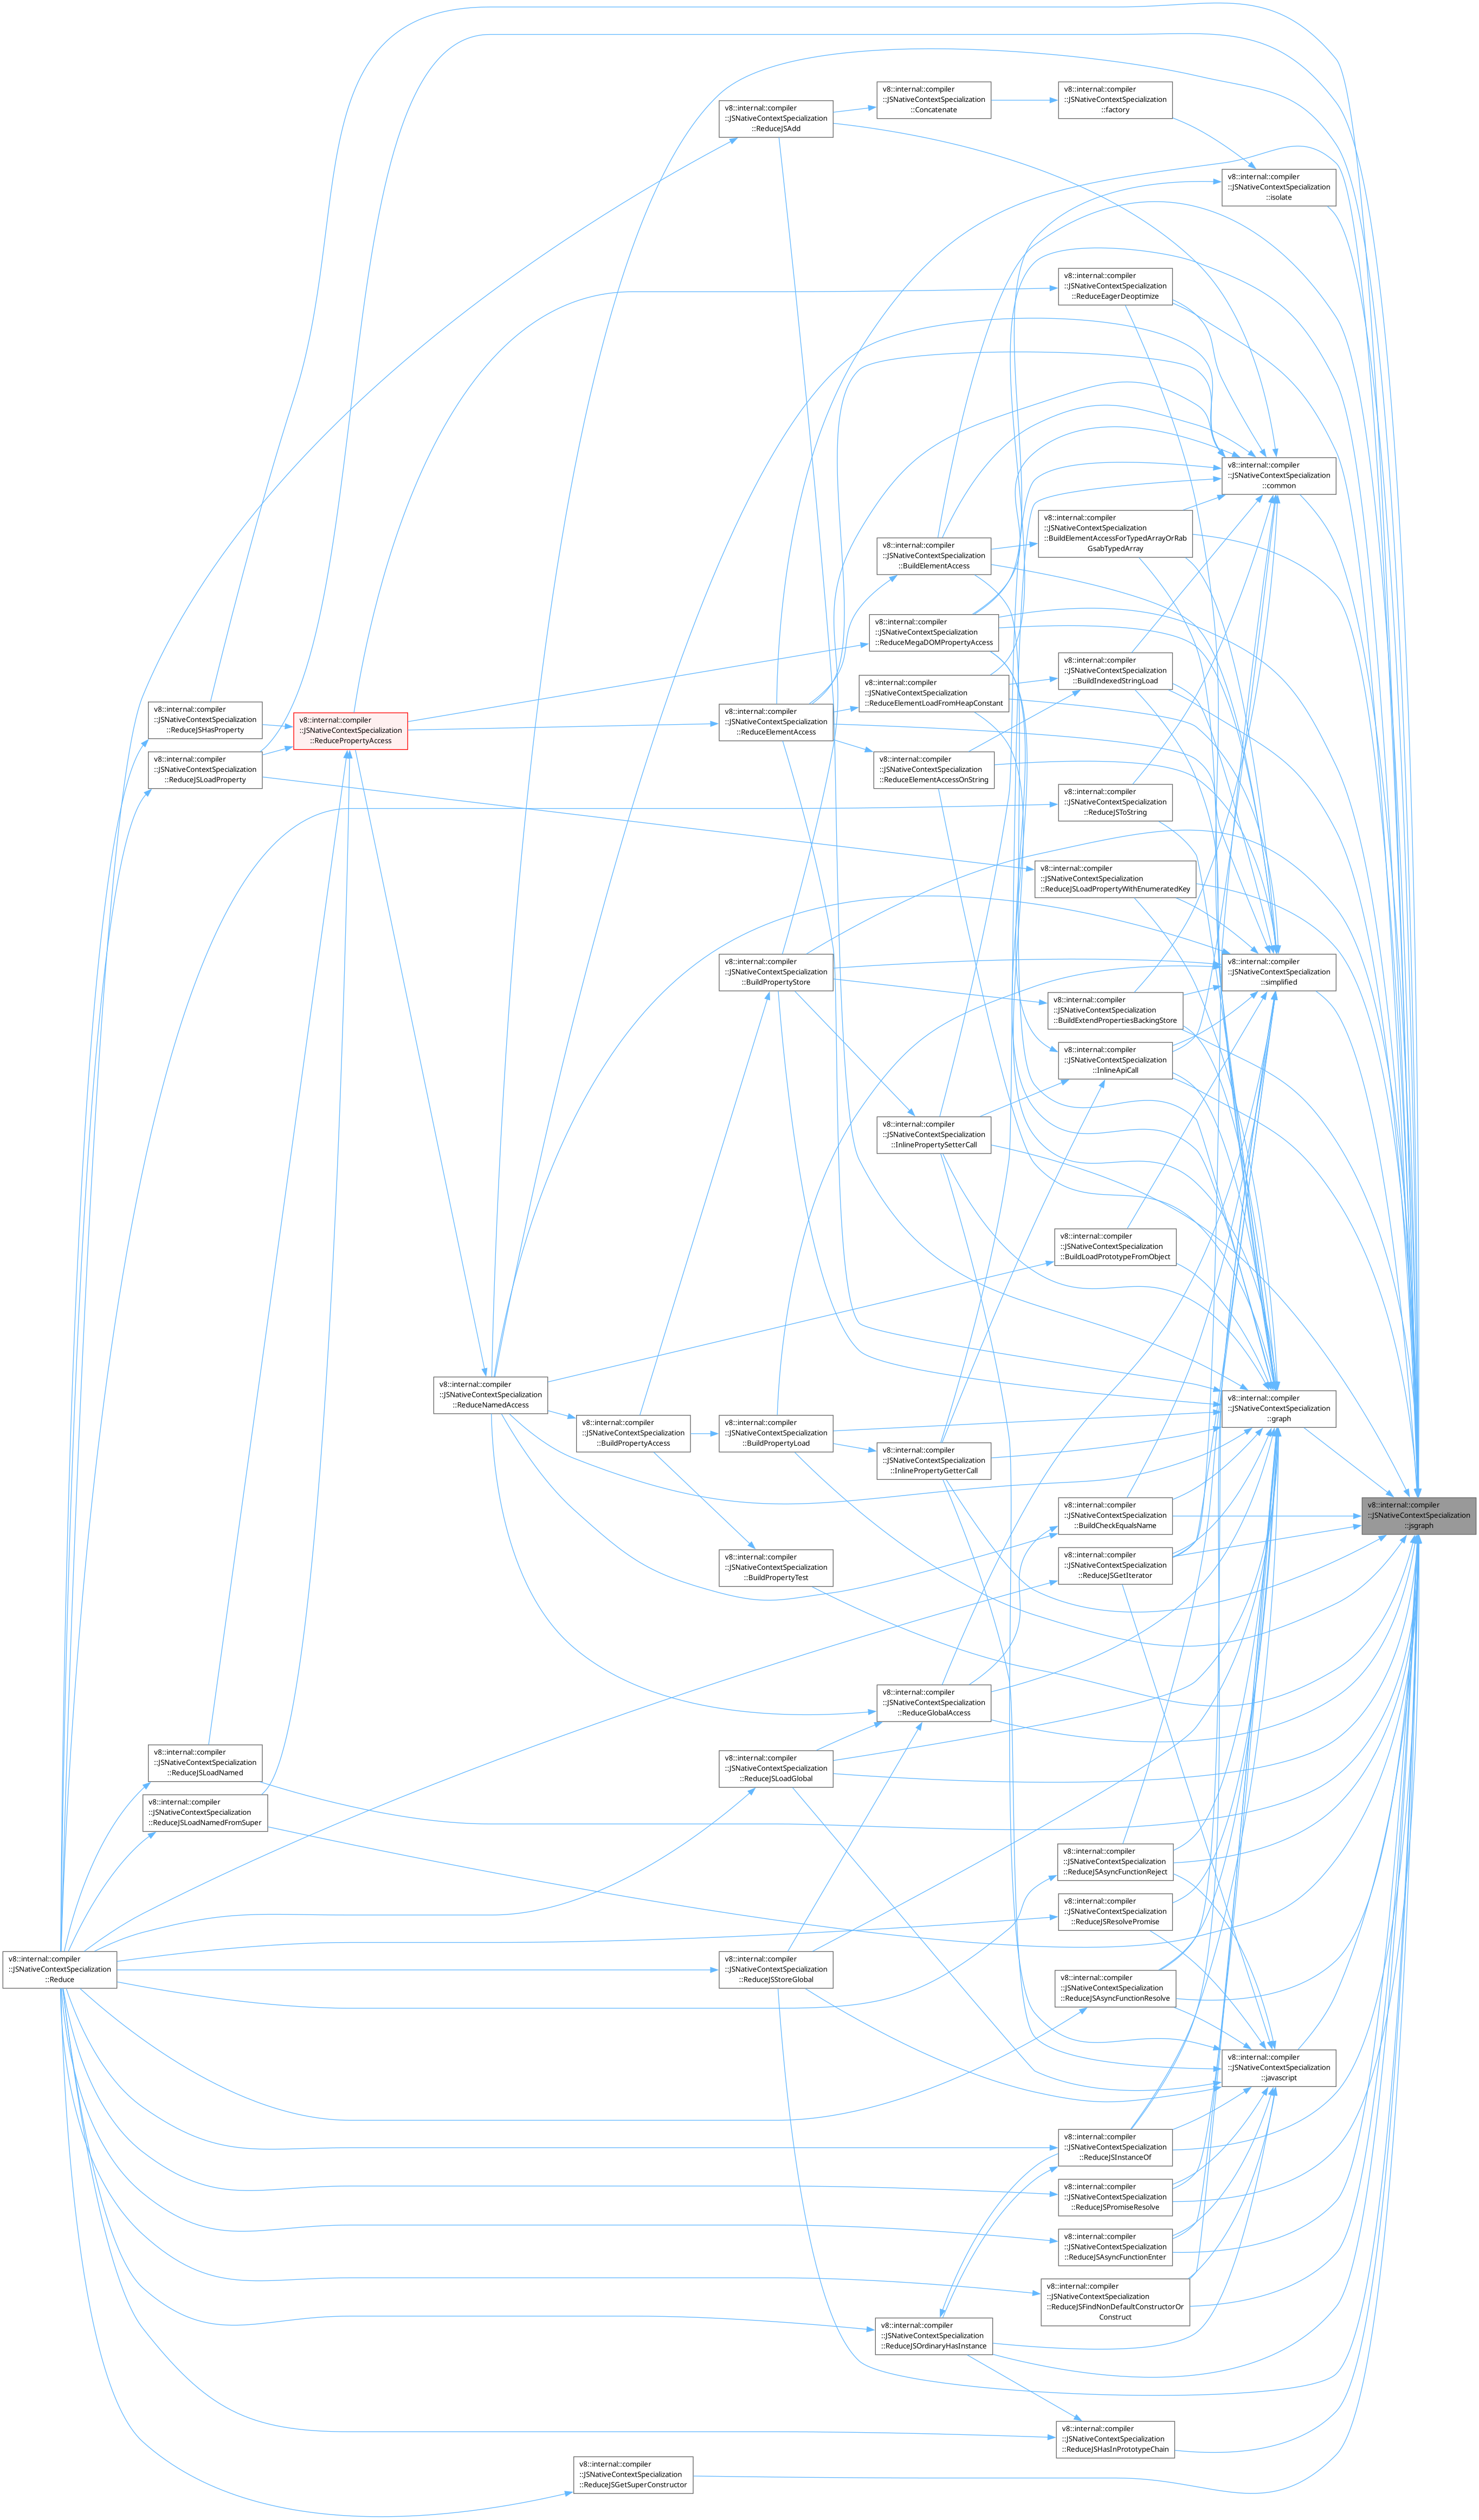 v8::internal::compiler
::JSNativeContextSpecialization
::Concatenate
v8::internal::compiler
::JSNativeContextSpecialization
::factory
v8::internal::compiler
::JSNativeContextSpecialization
::ReduceJSAdd
v8::internal::compiler
::JSNativeContextSpecialization
::isolate
v8::internal::compiler
::JSNativeContextSpecialization
::ReduceEagerDeoptimize
v8::internal::compiler
::JSNativeContextSpecialization
::common
v8::internal::compiler
::JSNativeContextSpecialization
::BuildElementAccessForTypedArrayOrRab
GsabTypedArray
v8::internal::compiler
::JSNativeContextSpecialization
::BuildElementAccess
v8::internal::compiler
::JSNativeContextSpecialization
::ReduceMegaDOMPropertyAccess
v8::internal::compiler
::JSNativeContextSpecialization
::BuildIndexedStringLoad
v8::internal::compiler
::JSNativeContextSpecialization
::ReduceElementLoadFromHeapConstant
v8::internal::compiler
::JSNativeContextSpecialization
::ReduceJSHasProperty
v8::internal::compiler
::JSNativeContextSpecialization
::ReducePropertyAccess
v8::internal::compiler
::JSNativeContextSpecialization
::ReduceElementAccess
v8::internal::compiler
::JSNativeContextSpecialization
::ReduceJSLoadProperty
v8::internal::compiler
::JSNativeContextSpecialization
::ReduceElementAccessOnString
v8::internal::compiler
::JSNativeContextSpecialization
::ReduceJSToString
v8::internal::compiler
::JSNativeContextSpecialization
::ReduceJSLoadPropertyWithEnumeratedKey
v8::internal::compiler
::JSNativeContextSpecialization
::BuildPropertyStore
v8::internal::compiler
::JSNativeContextSpecialization
::simplified
v8::internal::compiler
::JSNativeContextSpecialization
::BuildExtendPropertiesBackingStore
v8::internal::compiler
::JSNativeContextSpecialization
::InlineApiCall
v8::internal::compiler
::JSNativeContextSpecialization
::InlinePropertySetterCall
v8::internal::compiler
::JSNativeContextSpecialization
::BuildLoadPrototypeFromObject
v8::internal::compiler
::JSNativeContextSpecialization
::ReduceNamedAccess
v8::internal::compiler
::JSNativeContextSpecialization
::graph
v8::internal::compiler
::JSNativeContextSpecialization
::BuildPropertyAccess
v8::internal::compiler
::JSNativeContextSpecialization
::BuildPropertyLoad
v8::internal::compiler
::JSNativeContextSpecialization
::InlinePropertyGetterCall
v8::internal::compiler
::JSNativeContextSpecialization
::BuildCheckEqualsName
v8::internal::compiler
::JSNativeContextSpecialization
::jsgraph
v8::internal::compiler
::JSNativeContextSpecialization
::BuildPropertyTest
v8::internal::compiler
::JSNativeContextSpecialization
::ReduceJSGetIterator
v8::internal::compiler
::JSNativeContextSpecialization
::ReduceGlobalAccess
v8::internal::compiler
::JSNativeContextSpecialization
::ReduceJSLoadNamed
v8::internal::compiler
::JSNativeContextSpecialization
::ReduceJSLoadGlobal
v8::internal::compiler
::JSNativeContextSpecialization
::ReduceJSLoadNamedFromSuper
v8::internal::compiler
::JSNativeContextSpecialization
::ReduceJSAsyncFunctionReject
v8::internal::compiler
::JSNativeContextSpecialization
::ReduceJSResolvePromise
v8::internal::compiler
::JSNativeContextSpecialization
::Reduce
v8::internal::compiler
::JSNativeContextSpecialization
::ReduceJSStoreGlobal
v8::internal::compiler
::JSNativeContextSpecialization
::ReduceJSAsyncFunctionResolve
v8::internal::compiler
::JSNativeContextSpecialization
::javascript
v8::internal::compiler
::JSNativeContextSpecialization
::ReduceJSInstanceOf
v8::internal::compiler
::JSNativeContextSpecialization
::ReduceJSPromiseResolve
v8::internal::compiler
::JSNativeContextSpecialization
::ReduceJSAsyncFunctionEnter
v8::internal::compiler
::JSNativeContextSpecialization
::ReduceJSFindNonDefaultConstructorOr
Construct
v8::internal::compiler
::JSNativeContextSpecialization
::ReduceJSOrdinaryHasInstance
v8::internal::compiler
::JSNativeContextSpecialization
::ReduceJSHasInPrototypeChain
v8::internal::compiler
::JSNativeContextSpecialization
::ReduceJSGetSuperConstructor